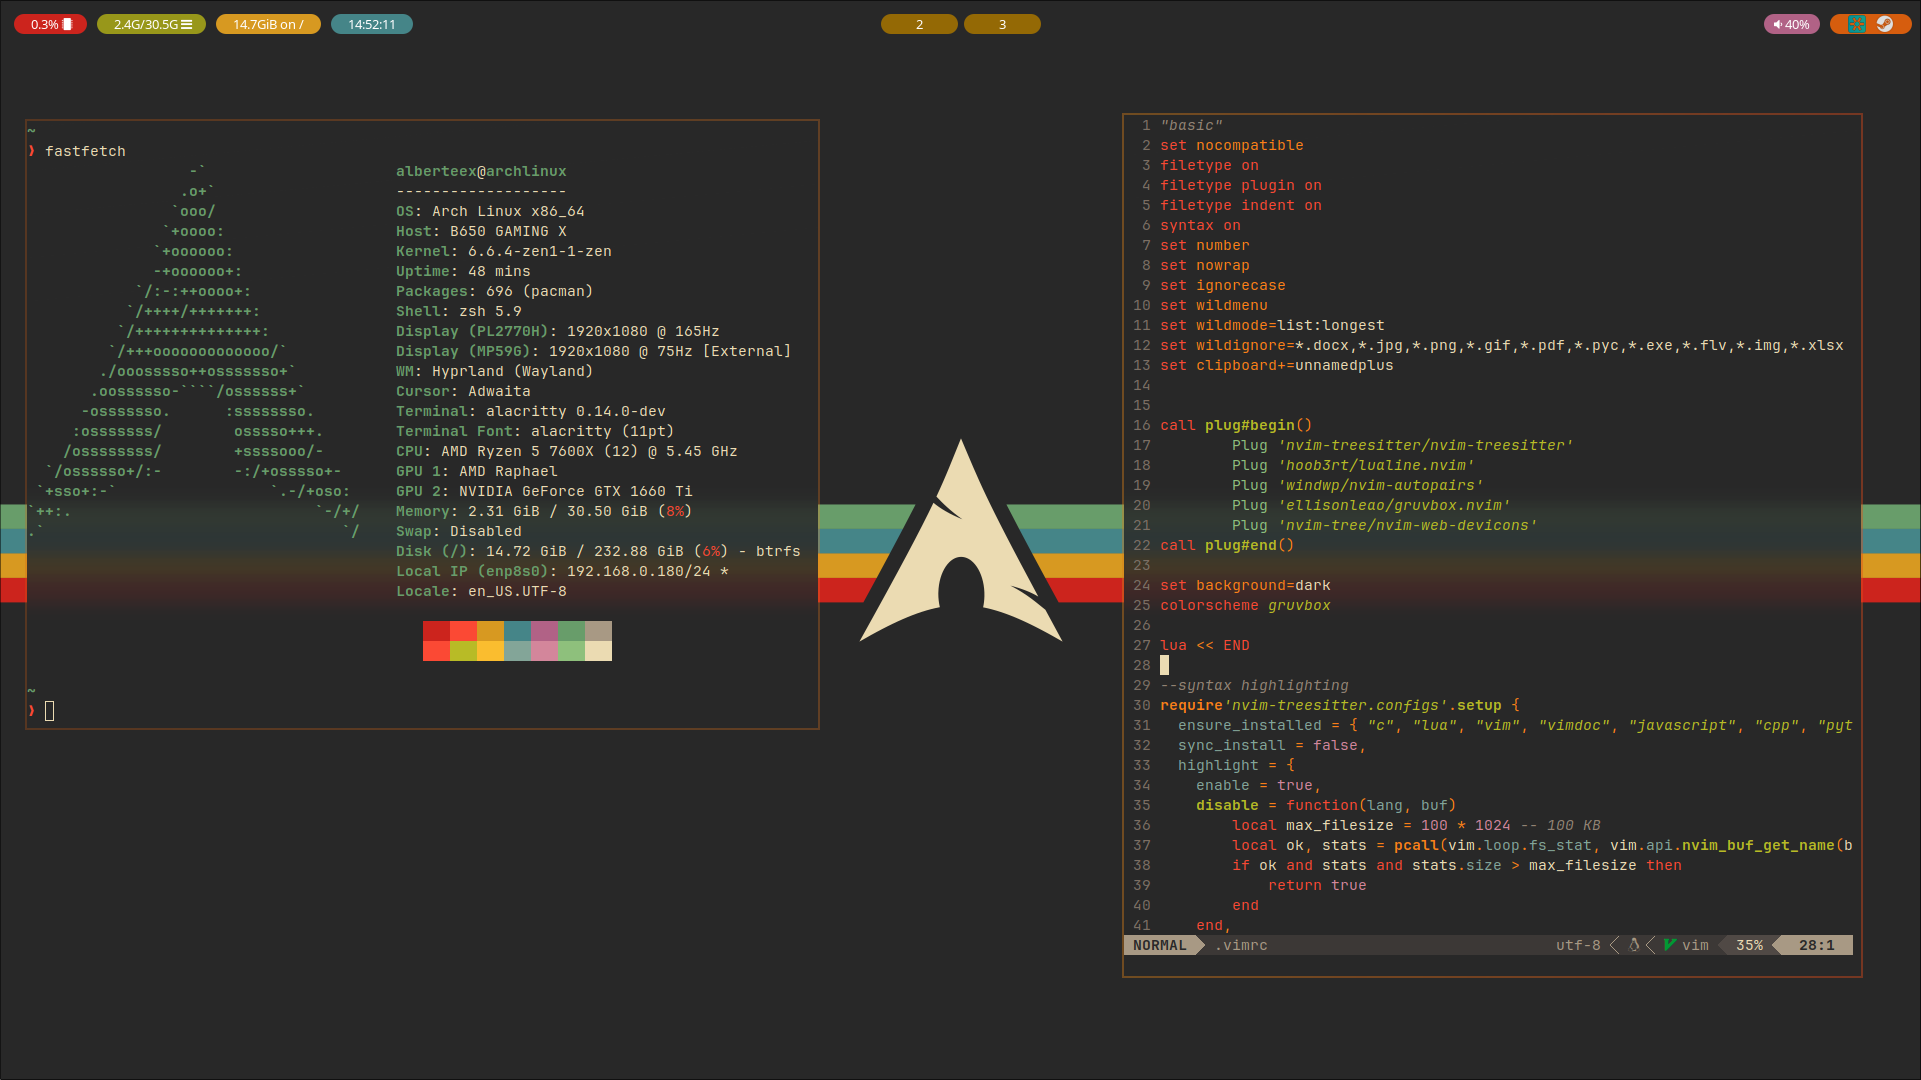 0.3% 2.4G/30.5G 14.7GiB on / 14:52:11 2 3 40%
~
❯ fastfetch
-`
.o+`
`ooo/
`+oooo:
`+oooooo:
-+oooooo+:
`/:-:++oooo+:
`/++++/+++++++:
`/++++++++++++++:
`/+++ooooooooooooo/`
./ooosssso++osssssso+`
.oossssso-````/ossssss+`
-osssssso.      :ssssssso.
:osssssss/        osssso+++.
/ossssssss/        +ssssooo/-
`/ossssso+/:-        -:/+osssso+-
`+sso+:-`                 `.-/+oso:
`++:.                           `-/+/
.`                                 `/
alberteex@archlinux
-------------------
OS: Arch Linux x86_64
Host: B650 GAMING X
Kernel: 6.6.4-zen1-1-zen
Uptime: 48 mins
Packages: 696 (pacman)
Shell: zsh 5.9
Display (PL2770H): 1920x1080 @ 165Hz
Display (MP59G): 1920x1080 @ 75Hz [External]
WM: Hyprland (Wayland)
Cursor: Adwaita
Terminal: alacritty 0.14.0-dev
Terminal Font: alacritty (11pt)
CPU: AMD Ryzen 5 7600X (12) @ 5.45 GHz
GPU 1: AMD Raphael
GPU 2: NVIDIA GeForce GTX 1660 Ti
Memory: 2.31 GiB / 30.50 GiB (8%)
Swap: Disabled
Disk (/): 14.72 GiB / 232.88 GiB (6%) - btrfs
Local IP (enp8s0): 192.168.0.180/24 *
Locale: en_US.UTF-8
~
❯
1 "basic"
2 set nocompatible
3 filetype on
4 filetype plugin on
5 filetype indent on
6 syntax on
7 set number
8 set nowrap
9 set ignorecase
10 set wildmenu
11 set wildmode=list:longest
12 set wildignore=*.docx,*.jpg,*.png,*.gif,*.pdf,*.pyc,*.exe,*.flv,*.img,*.xlsx
13 set clipboard+=unnamedplus
14
15
16 call plug#begin()
17         Plug 'nvim-treesitter/nvim-treesitter'
18         Plug 'hoob3rt/lualine.nvim'
19         Plug 'windwp/nvim-autopairs'
20         Plug 'ellisonleao/gruvbox.nvim'
21         Plug 'nvim-tree/nvim-web-devicons'
22 call plug#end()
23
24 set background=dark
25 colorscheme gruvbox
26
27 lua << END
28
29 --syntax highlighting
30 require'nvim-treesitter.configs'.setup {
31   ensure_installed = { "c", "lua", "vim", "vimdoc", "javascript", "cpp", "pyt
32   sync_install = false,
33   highlight = {
34     enable = true,
35     disable = function(lang, buf)
36         local max_filesize = 100 * 1024 -- 100 KB
37         local ok, stats = pcall(vim.loop.fs_stat, vim.api.nvim_buf_get_name(b
38         if ok and stats and stats.size > max_filesize then
39             return true
40         end
41     end,
NORMAL .vimrc utf-8 vim 35% 28:1